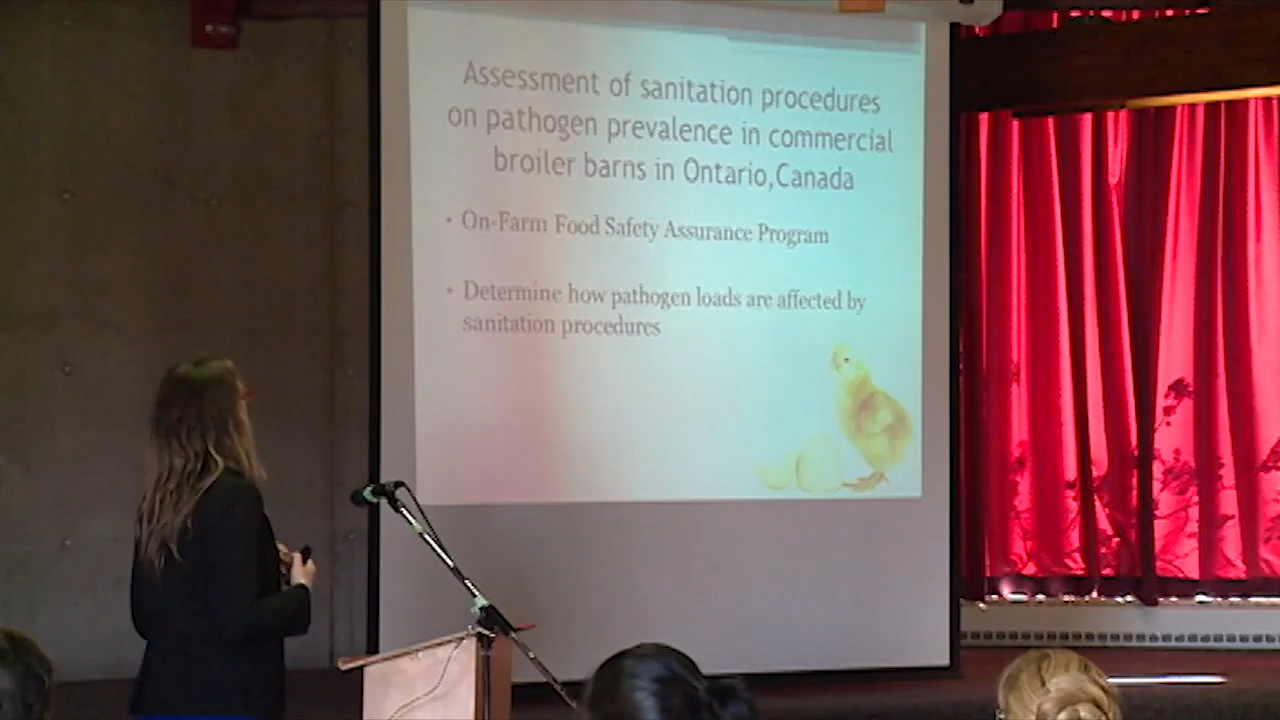 Assessment of sanitation procedures
on pathogen prevalence in commercial
broiler barns in Ontario,Canada
• On-Farm Food Safety Assurance Program
• Determine how pathogen loads are affected by
sanitation procedures